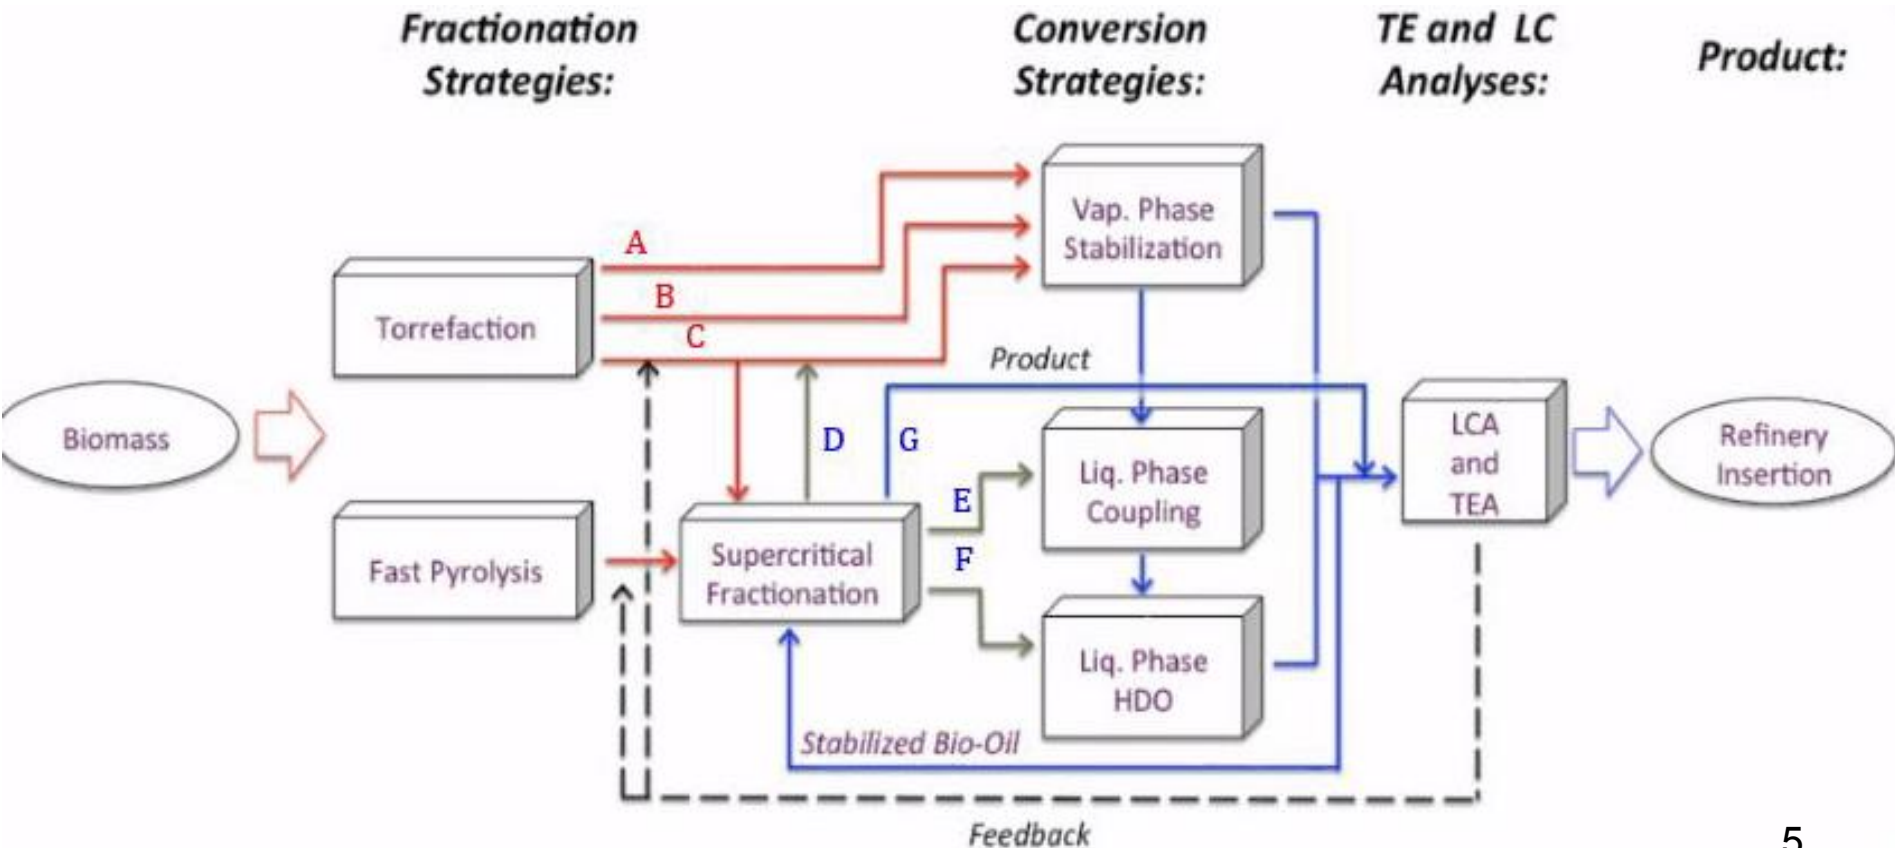 Fractionation
Strategies:
Conversion
Strategies:
TE and LC
Analyses:
Product:
A
B
C
Torrefaction
Vap. Phase
Stabilization
Product
Biomass
D
G
E
F
Liq. Phase
Coupling
LCA
and
TEA
Refinery
Insertion
Fast Pyrolysis
Supercritical
Fractionation
Liq. Phase
HDO
Stabilized Bio-Oil
Feedback
5